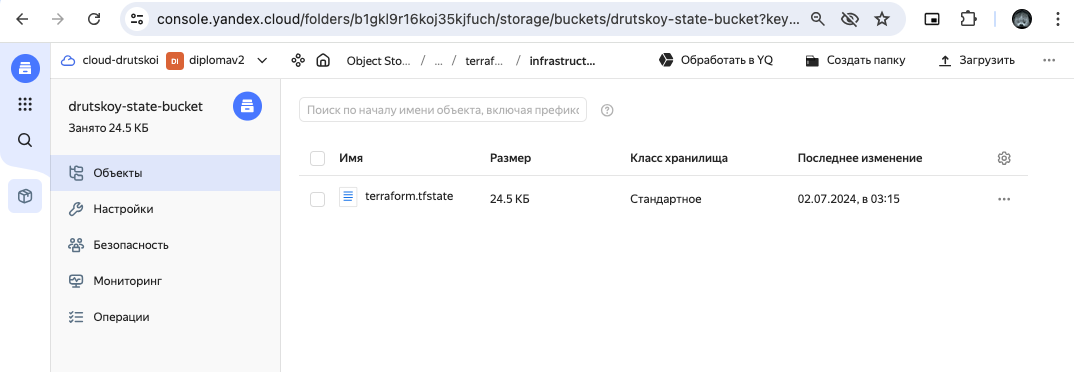 console.yandex.cloud/folders/b1gkl9r16koj35kjfuch/storage/buckets/drutskoy-state-bucket?key...
cloud-drutskoi DI diplomav2 Object Sto... / ... / terraf... / infrastruct... Обработать в YQ Создать папку Загрузить
drutskoy-state-bucket
Занято 24.5 КБ
Объекты
Настройки
Безопасность
Мониторинг
Операции
Поиск по началу имени объекта, включая префикс
Имя Размер Класс хранилища Последнее изменение
terraform.tfstate 24.5 КБ Стандартное 02.07.2024, в 03:15